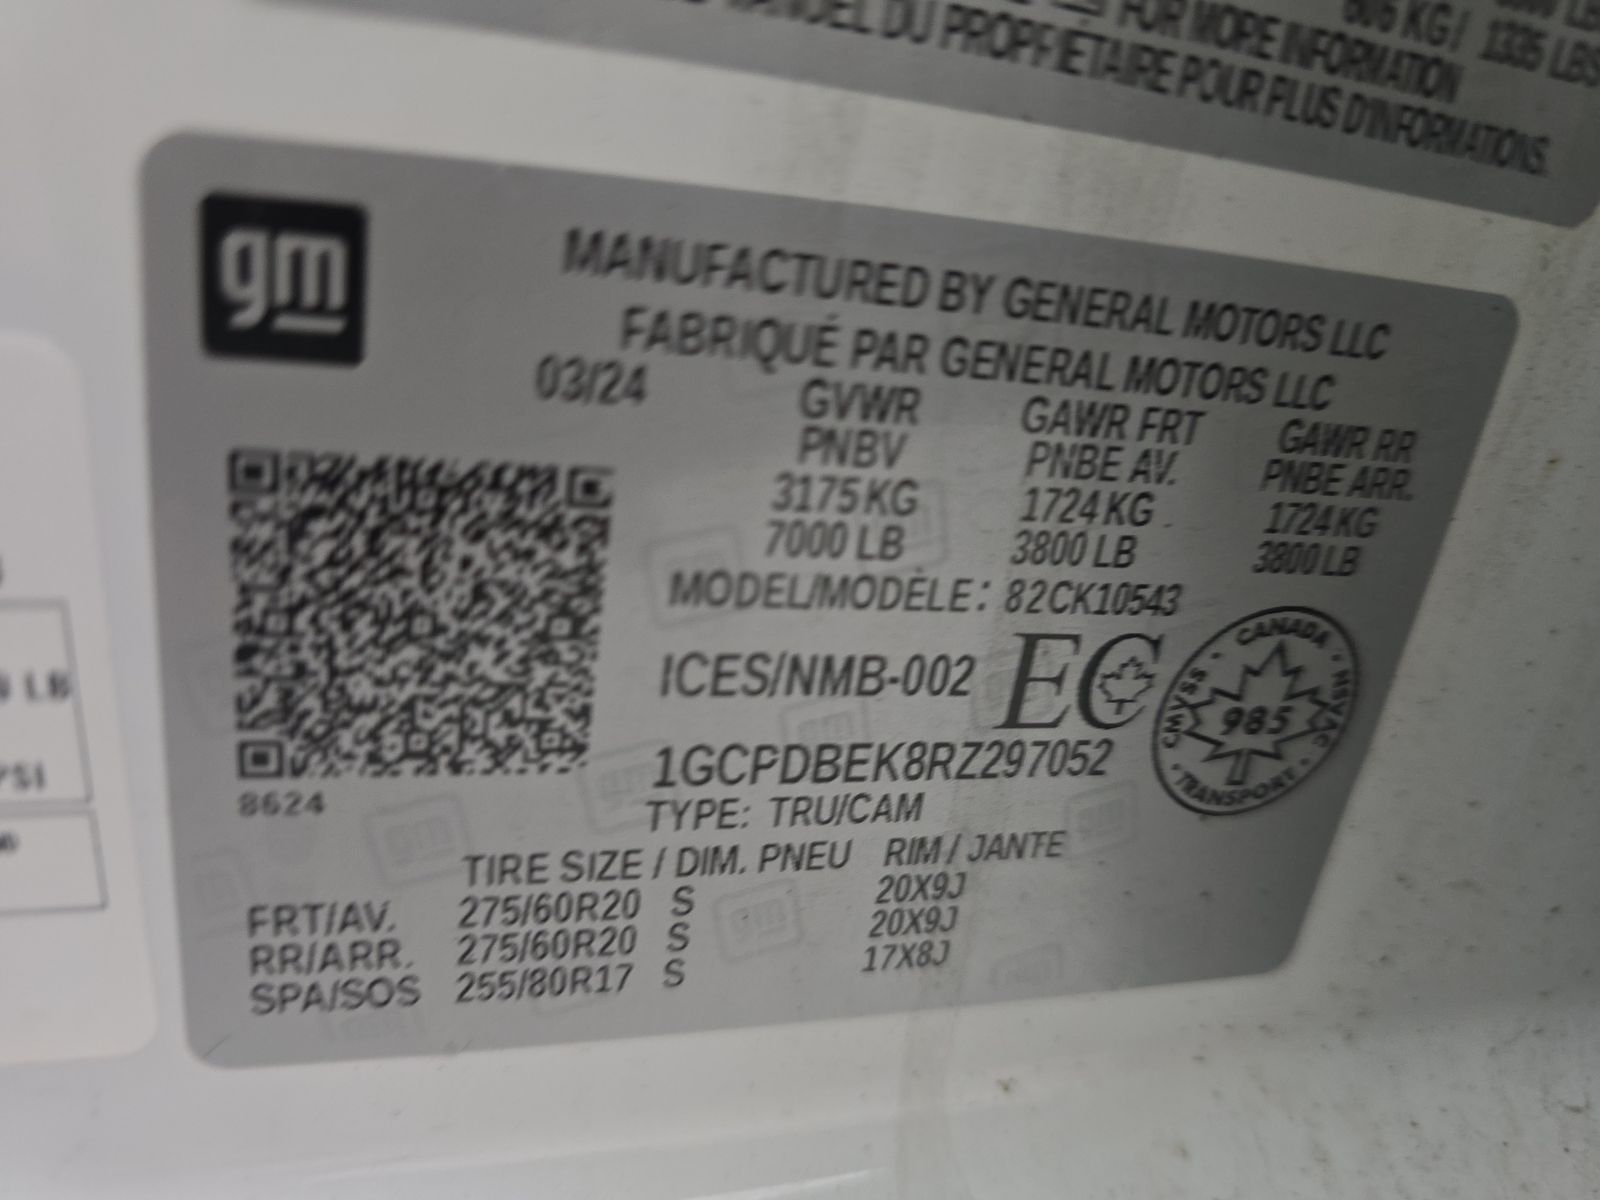 606 KG / 1335 LBS
FOR MORE INFORMATION
MANUEL DU PROPRIÉTAIRE POUR PLUS D'INFORMATIONS.
gm
MANUFACTURED BY GENERAL MOTORS LLC
FABRIQUÉ PAR GENERAL MOTORS LLC
03/24 GVWR GAWR FRT GAWR RR
PNBV PNBE AV. PNBE ARR.
3175 KG 1724 KG 1724 KG
7000 LB 3800 LB 3800 LB
MODEL/MODÈLE: 82CK10543
ICES/NMB-002 EC
CANADA · NSVAC · TRANSPORT · CMVSS ·
985
1GCPDBEK8RZ297052
8624
TYPE: TRU/CAM
TIRE SIZE / DIM. PNEU RIM / JANTE
FRT/AV. 275/60R20 S 20X9J
RR/ARR. 275/60R20 S 20X9J
SPA/SOS 255/80R17 S 17X8J
LB
PSI